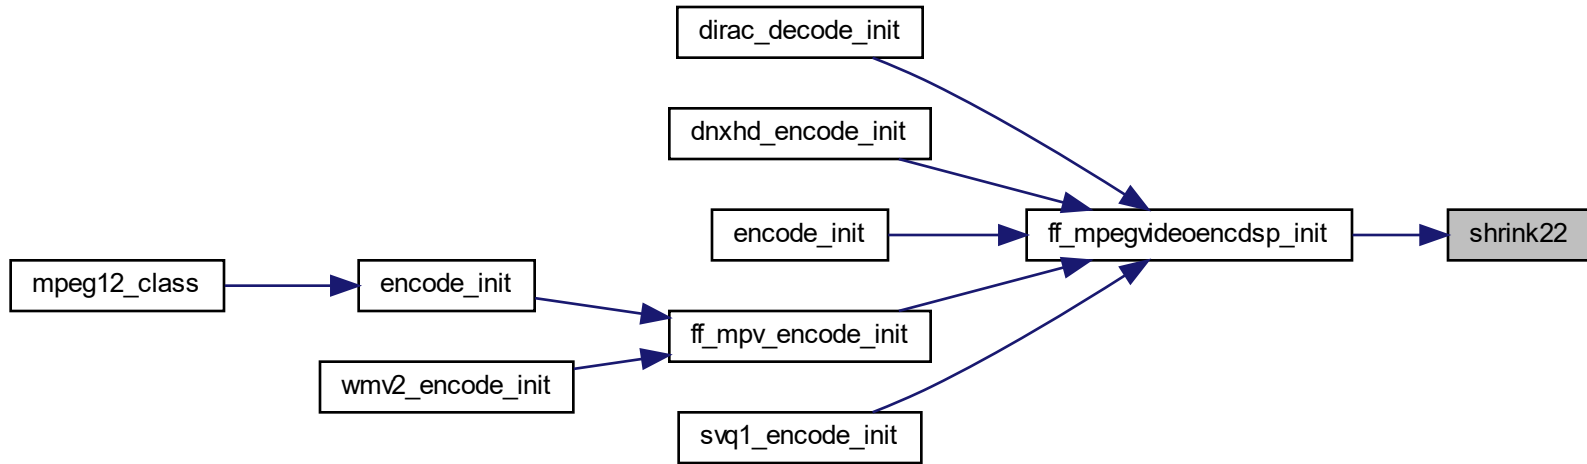 dirac_decode_init
dnxhd_encode_init
encode_init
ff_mpegvideoencdsp_init
shrink22
mpeg12_class
encode_init
ff_mpv_encode_init
wmv2_encode_init
svq1_encode_init